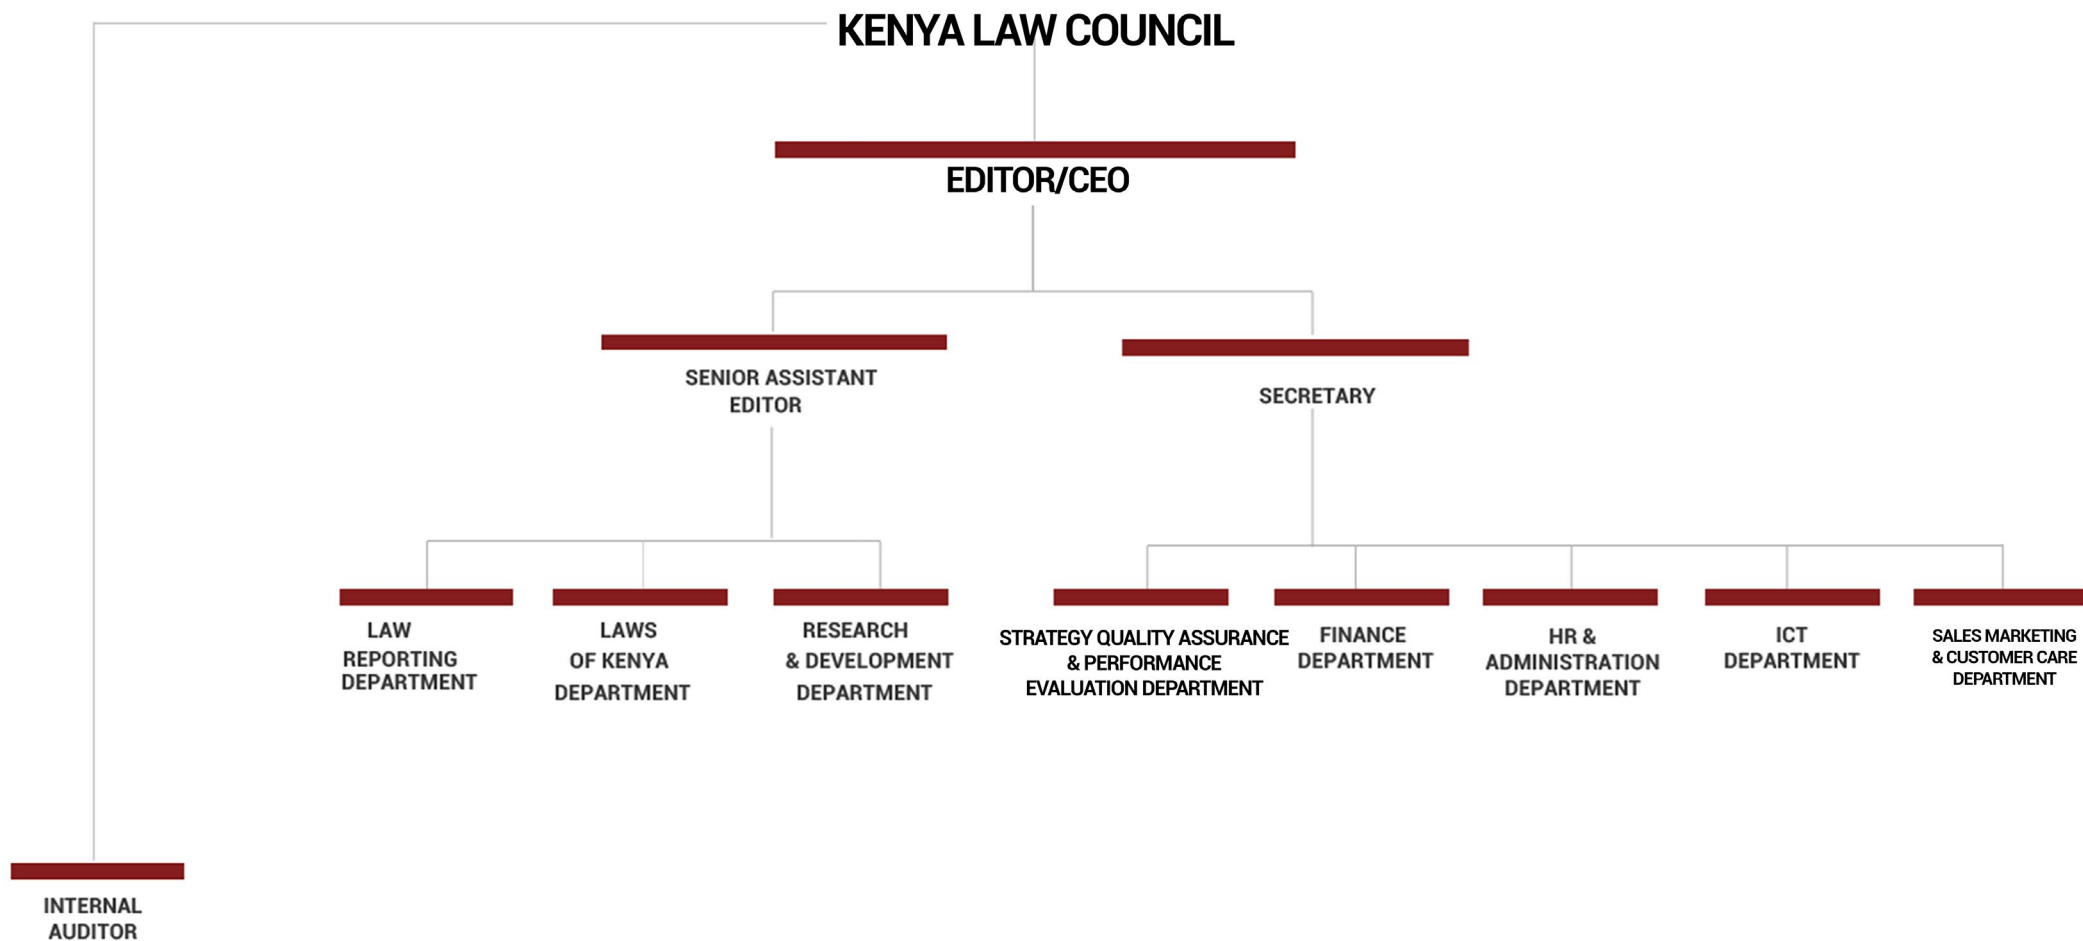 KENYA LAW COUNCIL
EDITOR/CEO
SENIOR ASSISTANT
EDITOR
SECRETARY
LAW
REPORTING
DEPARTMENT
LAWS
OF KENYA
DEPARTMENT
RESEARCH
& DEVELOPMENT
DEPARTMENT
STRATEGY QUALITY ASSURANCE
& PERFORMANCE
EVALUATION DEPARTMENT
FINANCE
DEPARTMENT
HR &
ADMINISTRATION
DEPARTMENT
ICT
DEPARTMENT
SALES MARKETING
& CUSTOMER CARE
DEPARTMENT
INTERNAL
AUDITOR